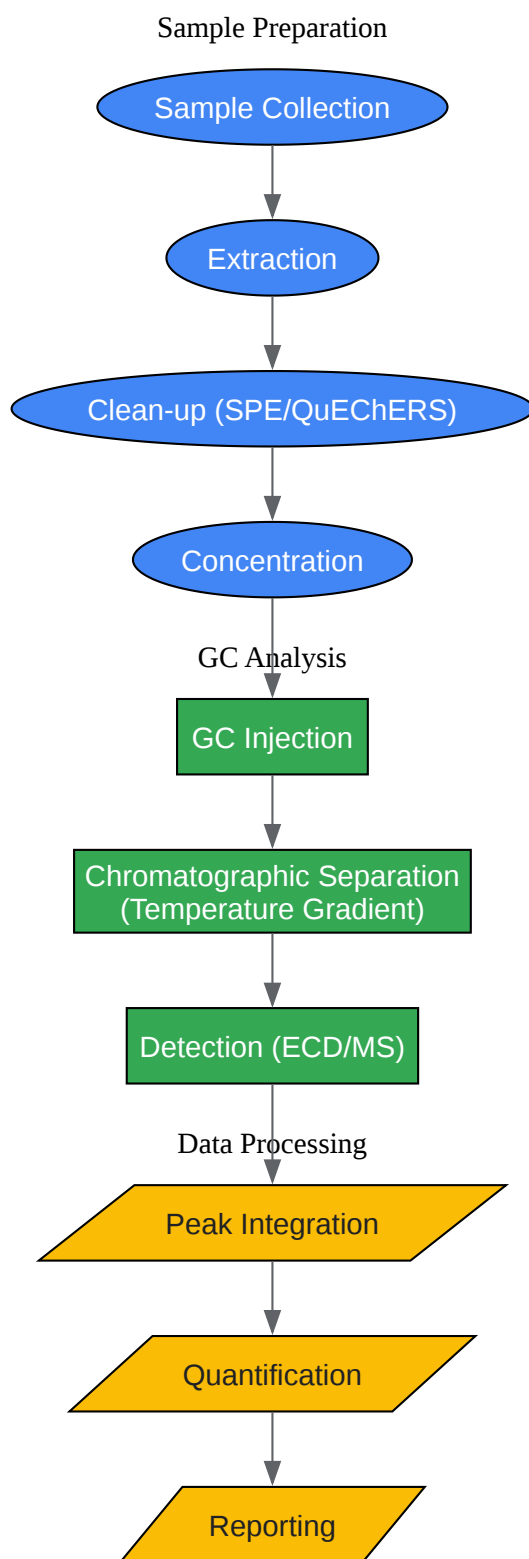 Sample Preparation
Sample Collection
Extraction
Clean-up (SPE/QuEChERS)
Concentration
GC Analysis
GC Injection
Chromatographic Separation
(Temperature Gradient)
Detection (ECD/MS)
Data Processing
Peak Integration
Quantification
Reporting